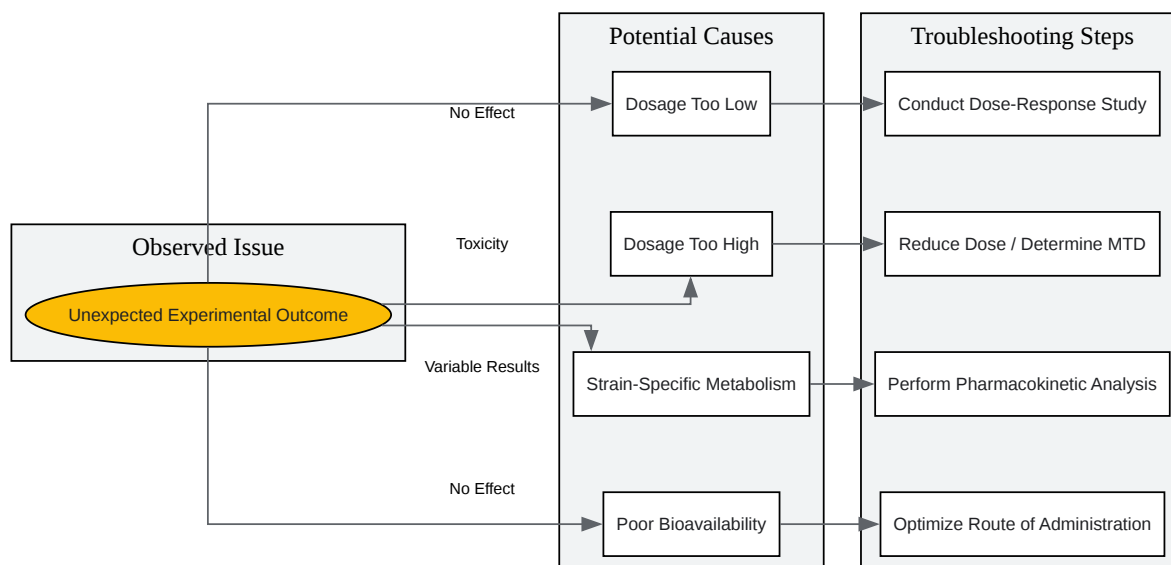 Potential Causes
Troubleshooting Steps
Dosage Too Low
Conduct Dose-Response Study
No Effect
Observed Issue
Toxicity
Dosage Too High
Reduce Dose / Determine MTD
Unexpected Experimental Outcome
Variable Results
Strain-Specific Metabolism
Perform Pharmacokinetic Analysis
No Effect
Poor Bioavailability
Optimize Route of Administration